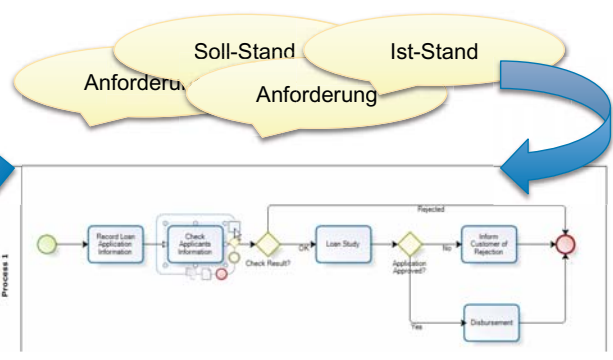 Soll-Stand
Ist-Stand
Anforderun
Anforderung
Rejected
Process 1
Record Loan
Application
Information
Check
Applicants
Information
Check Result?
OK
Loan Study
Application
Approved?
No
Inform
Customer of
Rejection
Yes
Disbursement